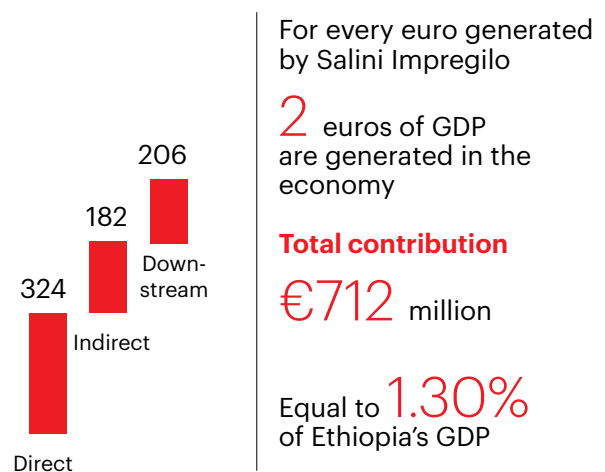 206
182
Down-
stream
324
Indirect
Direct
For every euro generated
by Salini Impregilo
2 euros of GDP
are generated in the
economy
Total contribution
€712 million
Equal to 1.30%
of Ethiopia's GDP